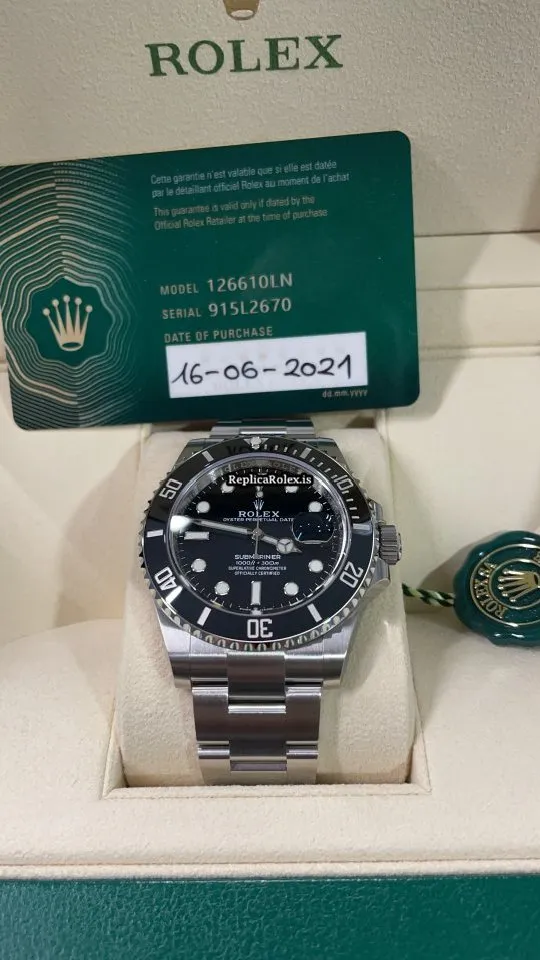 ROLEX
Cette garantie n'est valable que si elle est datée
par le détaillant officiel Rolex au moment de l'achat
This guarantee is valid only if dated by the
Official Rolex Retailer at the time of purchase
MODEL 126610LN
SERIAL 915L2670
DATE OF PURCHASE
16-06-2021
dd.mm.yyyy
ROLEX
ReplicaRolex.is
50
10
ROLEX
OYSTER PERPETUAL DATE
SUBMARINER
1000ft = 300m
SUPERLATIVE CHRONOMETER
OFFICIALLY CERTIFIED
40
20
30
ROLEX